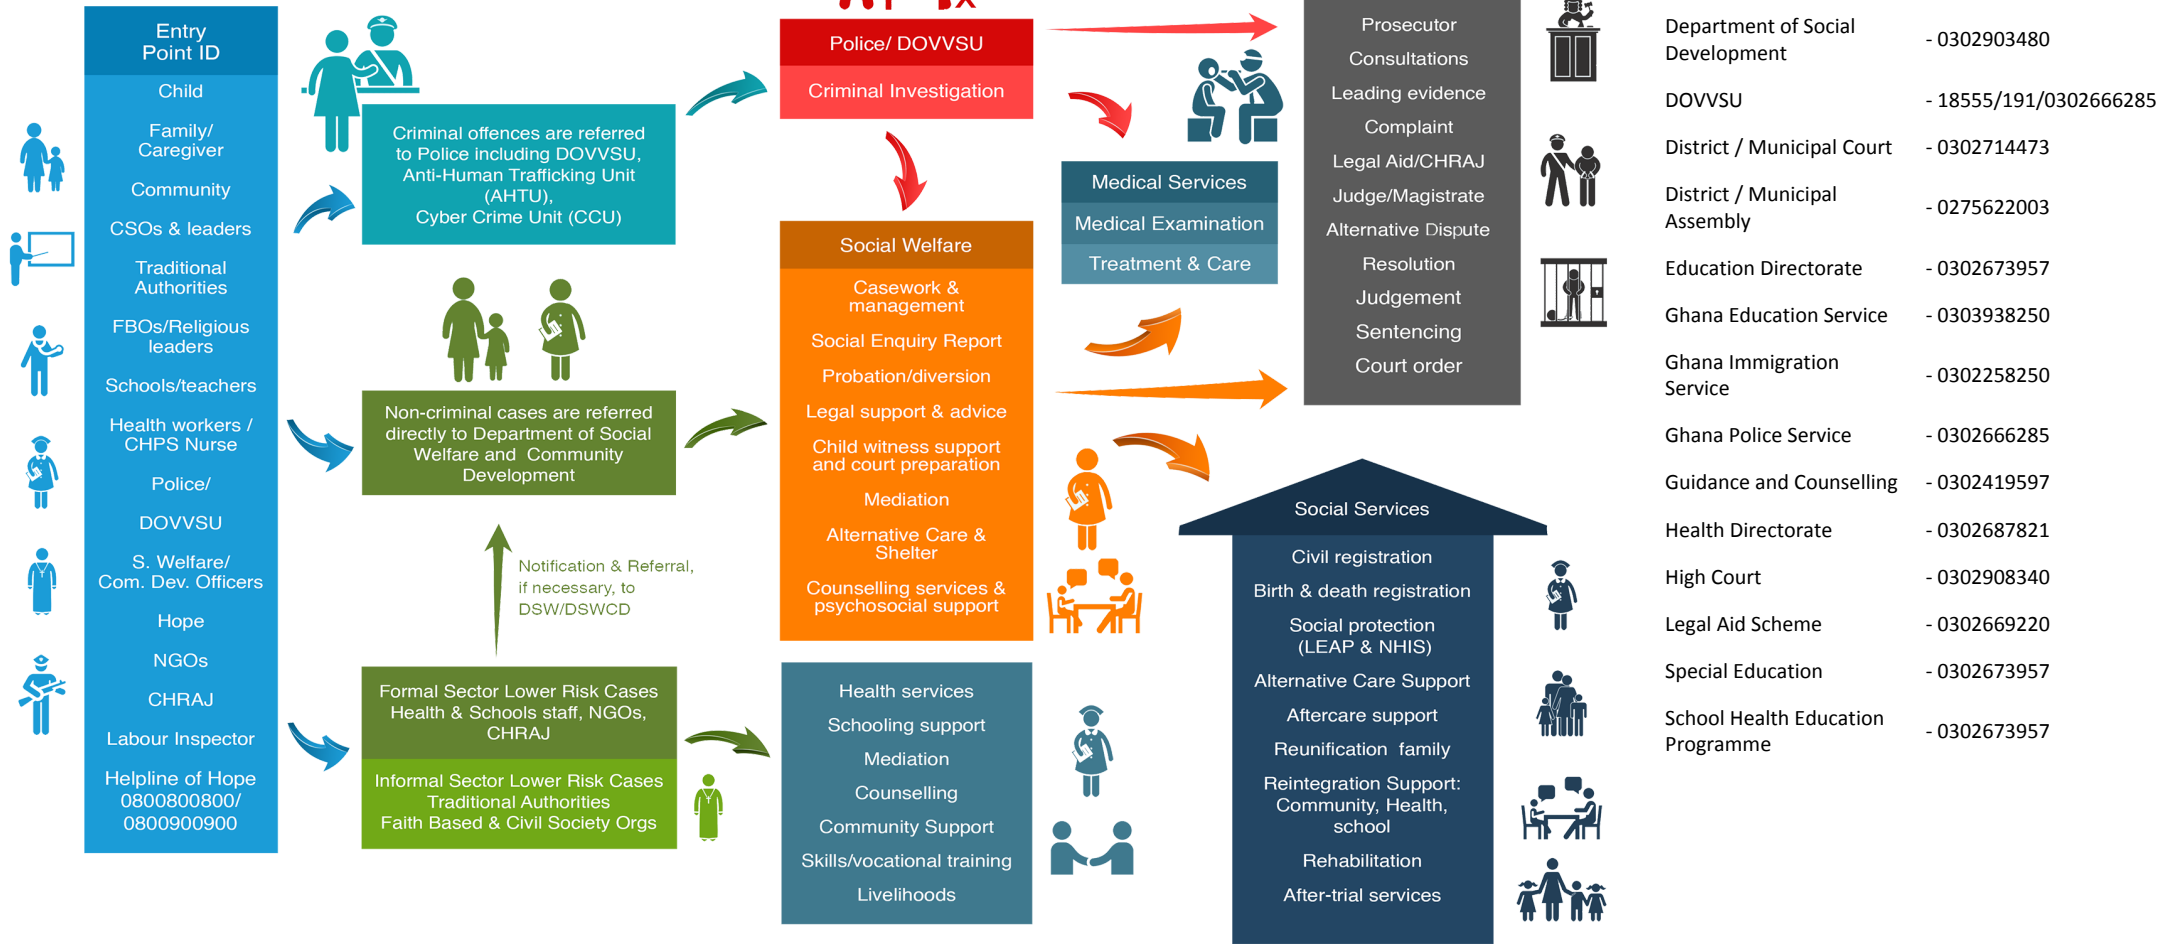 Entry
Point ID
Child
Family/
Caregiver
Community
CSOs & leaders
Traditional
Authorities
FBOs/Religious
leaders
Schools/teachers
Health workers /
CHPS Nurse
Police/
DOVVSU
S. Welfare/
Com. Dev. Officers
Hope
NGOs
CHRAJ
Labour Inspector
Helpline of Hope
0800800800/
0800900900
Criminal offences are referred
to Police including DOVVSU,
Anti-Human Trafficking Unit
(AHTU),
Cyber Crime Unit (CCU)
Non-criminal cases are referred
directly to Department of Social
Welfare and Community
Development
Notification & Referral,
if necessary, to
DSW/DSWCD
Formal Sector Lower Risk Cases
Health & Schools staff, NGOs,
CHRAJ
Informal Sector Lower Risk Cases
Traditional Authorities
Faith Based & Civil Society Orgs
Police/ DOVVSU
Criminal Investigation
Social Welfare
Casework &
management
Social Enquiry Report
Probation/diversion
Legal support & advice
Child witness support
and court preparation
Mediation
Alternative Care &
Shelter
Counselling services &
psychosocial support
Health services
Schooling support
Mediation
Counselling
Community Support
Skills/vocational training
Livelihoods
Medical Services
Medical Examination
Treatment & Care
Prosecutor
Consultations
Leading evidence
Complaint
Legal Aid/CHRAJ
Judge/Magistrate
Alternative Dispute
Resolution
Judgement
Sentencing
Court order
Social Services
Civil registration
Birth & death registration
Social protection
(LEAP & NHIS)
Alternative Care Support
Aftercare support
Reunification family
Reintegration Support:
Community, Health,
school
Rehabilitation
After-trial services
Department of Social
Development - 0302903480
DOVVSU - 18555/191/0302666285
District / Municipal Court - 0302714473
District / Municipal
Assembly - 0275622003
Education Directorate - 0302673957
Ghana Education Service - 0303938250
Ghana Immigration
Service - 0302258250
Ghana Police Service - 0302666285
Guidance and Counselling - 0302419597
Health Directorate - 0302687821
High Court - 0302908340
Legal Aid Scheme - 0302669220
Special Education - 0302673957
School Health Education
Programme - 0302673957